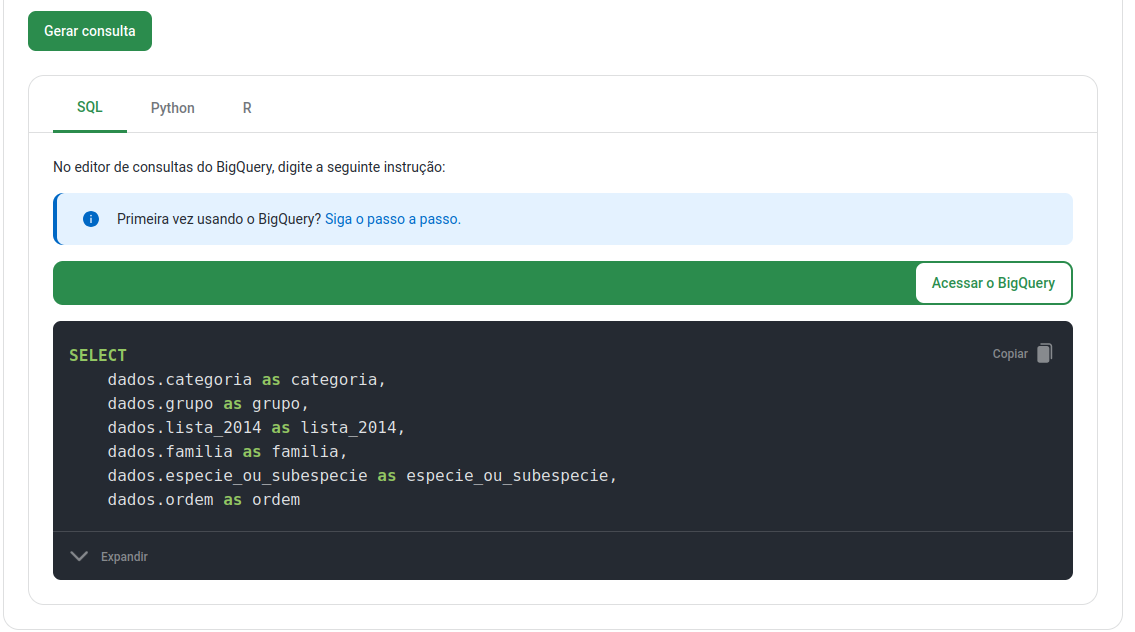 Gerar consulta
SQL Python R
No editor de consultas do BigQuery, digite a seguinte instrução:
Primeira vez usando o BigQuery? Siga o passo a passo.
Acessar o BigQuery
Copiar
SELECT
    dados.categoria as categoria,
    dados.grupo as grupo,
    dados.lista_2014 as lista_2014,
    dados.familia as familia,
    dados.especie_ou_subespecie as especie_ou_subespecie,
    dados.ordem as ordem
Expandir